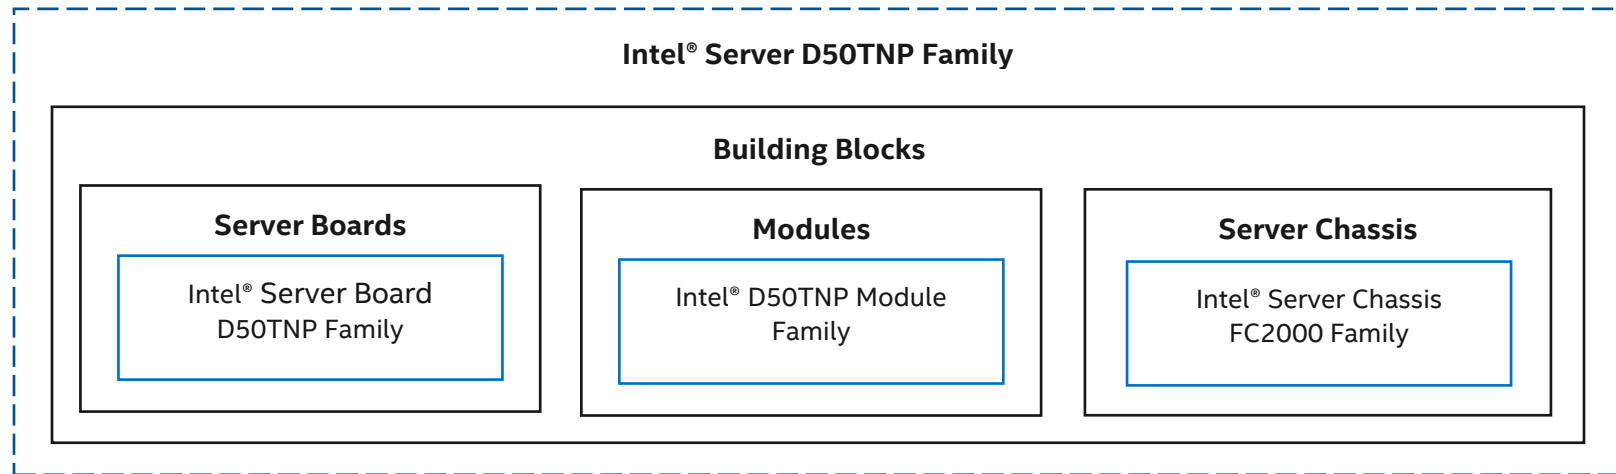 Intel® Server D50TNP Family
Building Blocks
Server Boards
Intel® Server Board
D50TNP Family
Modules
Intel® D50TNP Module
Family
Server Chassis
Intel® Server Chassis
FC2000 Family